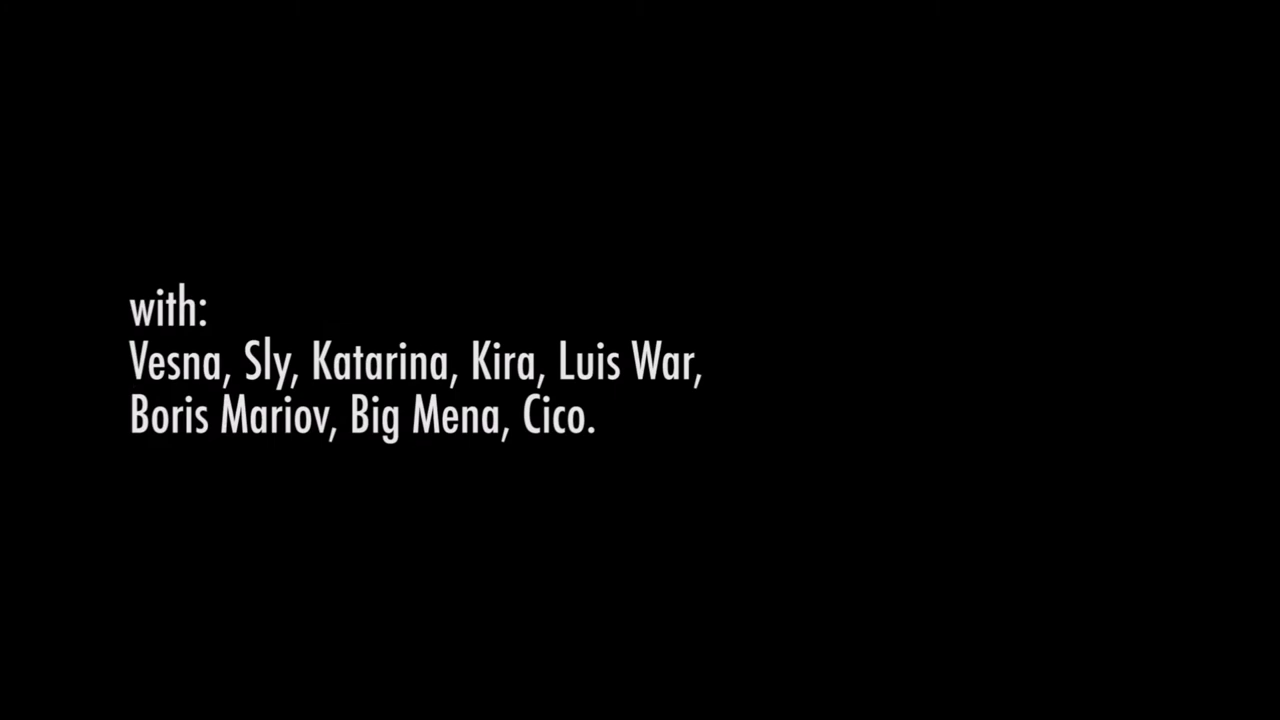 with:
Vesna, Sly, Katarina, Kira, Luis War,
Boris Mariov, Big Mena, Cico.